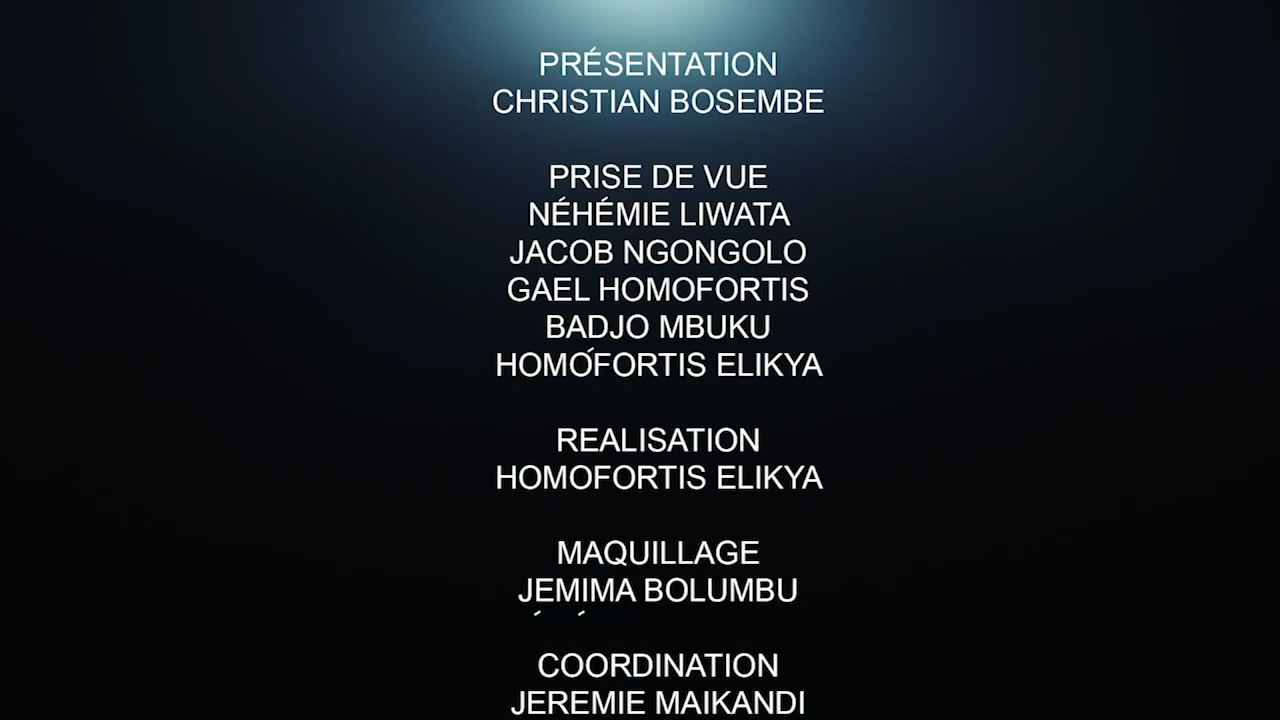 PRÉSENTATION
CHRISTIAN BOSEMBE
PRISE DE VUE
NÉHÉMIE LIWATA
JACOB NGONGOLO
GAEL HOMOFORTIS
BADJO MBUKU
HOMOFORTIS ELIKYA
REALISATION
HOMOFORTIS ELIKYA
MAQUILLAGE
JEMIMA BOLUMBU
COORDINATION
JEREMIE MAIKANDI